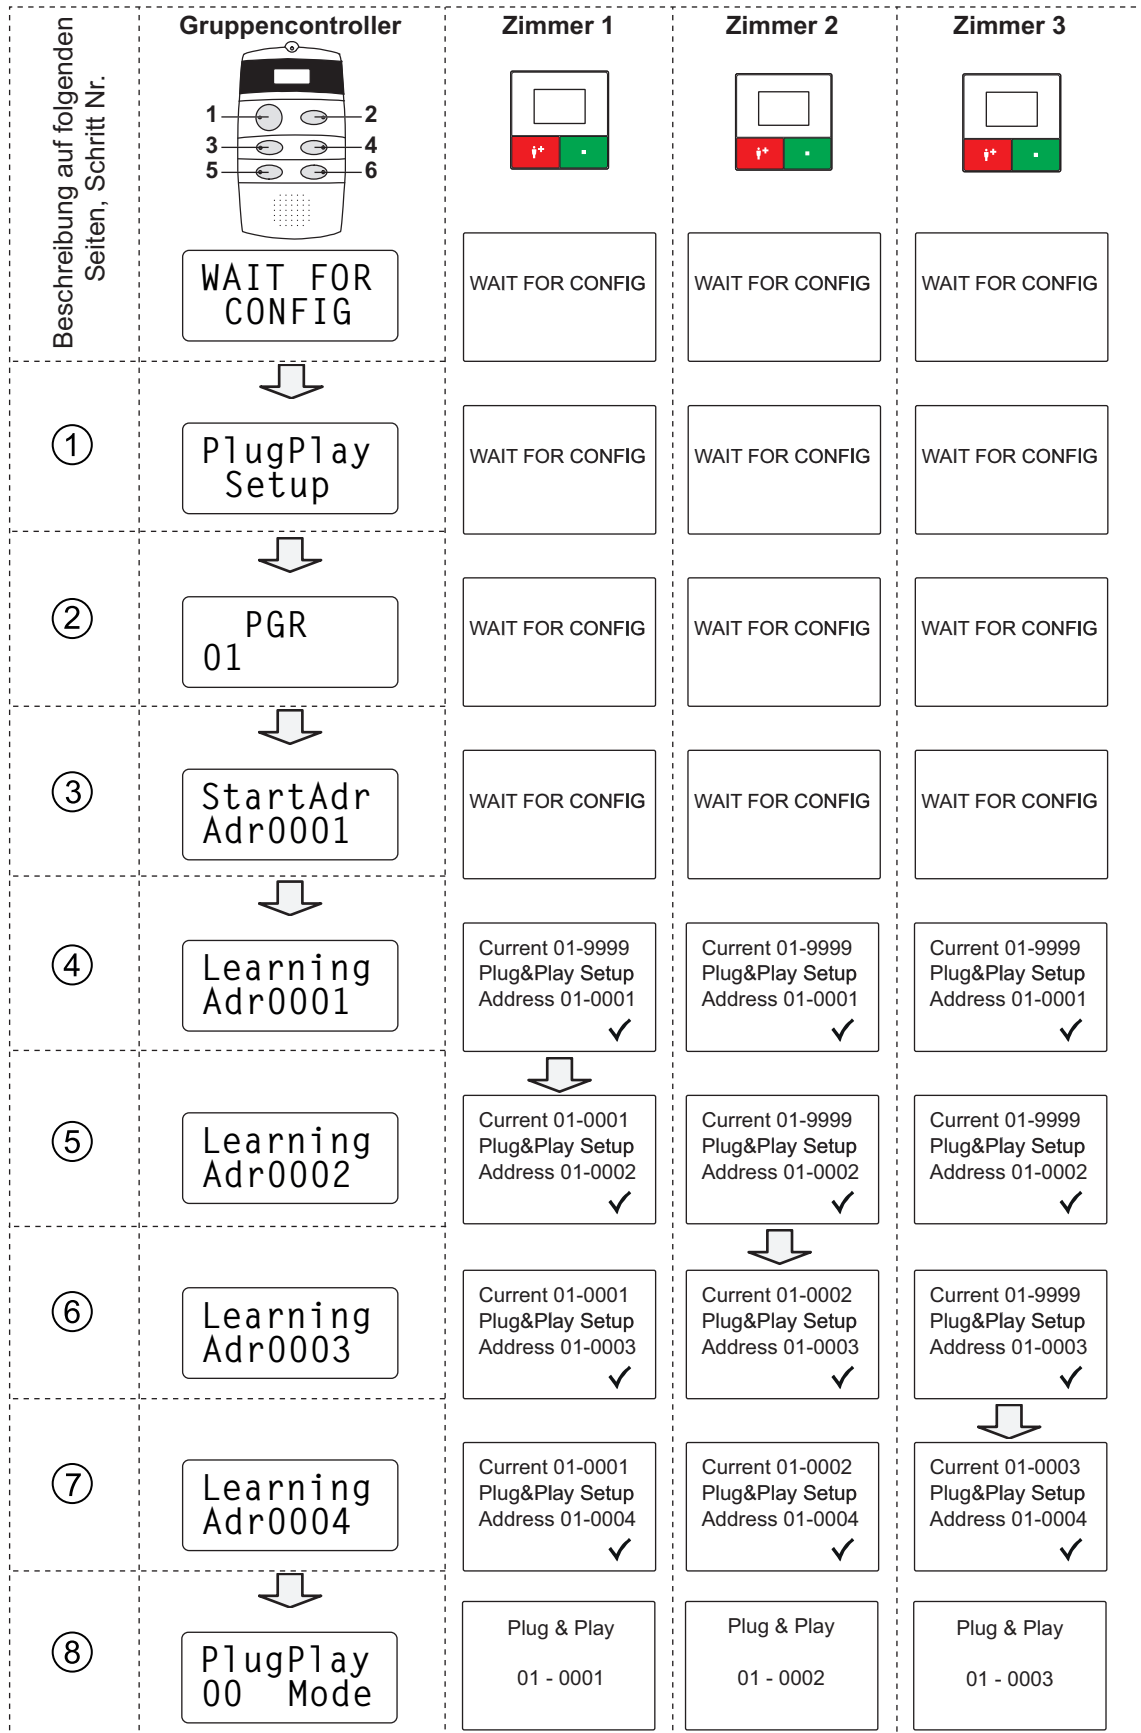 Beschreibung auf folgenden
Seiten, Schritt Nr.
Gruppencontroller
Zimmer 1
Zimmer 2
Zimmer 3
1
2
3
4
5
6
WAIT FOR
CONFIG
WAIT FOR CONFIG
WAIT FOR CONFIG
WAIT FOR CONFIG
1
PlugPlay
Setup
WAIT FOR CONFIG
WAIT FOR CONFIG
WAIT FOR CONFIG
2
PGR
01
WAIT FOR CONFIG
WAIT FOR CONFIG
WAIT FOR CONFIG
3
StartAdr
Adr0001
WAIT FOR CONFIG
WAIT FOR CONFIG
WAIT FOR CONFIG
4
Learning
Adr0001
Current 01-9999
Plug&Play Setup
Address 01-0001
Current 01-9999
Plug&Play Setup
Address 01-0001
Current 01-9999
Plug&Play Setup
Address 01-0001
5
Learning
Adr0002
Current 01-0001
Plug&Play Setup
Address 01-0002
Current 01-9999
Plug&Play Setup
Address 01-0002
Current 01-9999
Plug&Play Setup
Address 01-0002
6
Learning
Adr0003
Current 01-0001
Plug&Play Setup
Address 01-0003
Current 01-0002
Plug&Play Setup
Address 01-0003
Current 01-9999
Plug&Play Setup
Address 01-0003
7
Learning
Adr0004
Current 01-0001
Plug&Play Setup
Address 01-0004
Current 01-0002
Plug&Play Setup
Address 01-0004
Current 01-0003
Plug&Play Setup
Address 01-0004
8
PlugPlay
00 Mode
Plug & Play
01 - 0001
Plug & Play
01 - 0002
Plug & Play
01 - 0003